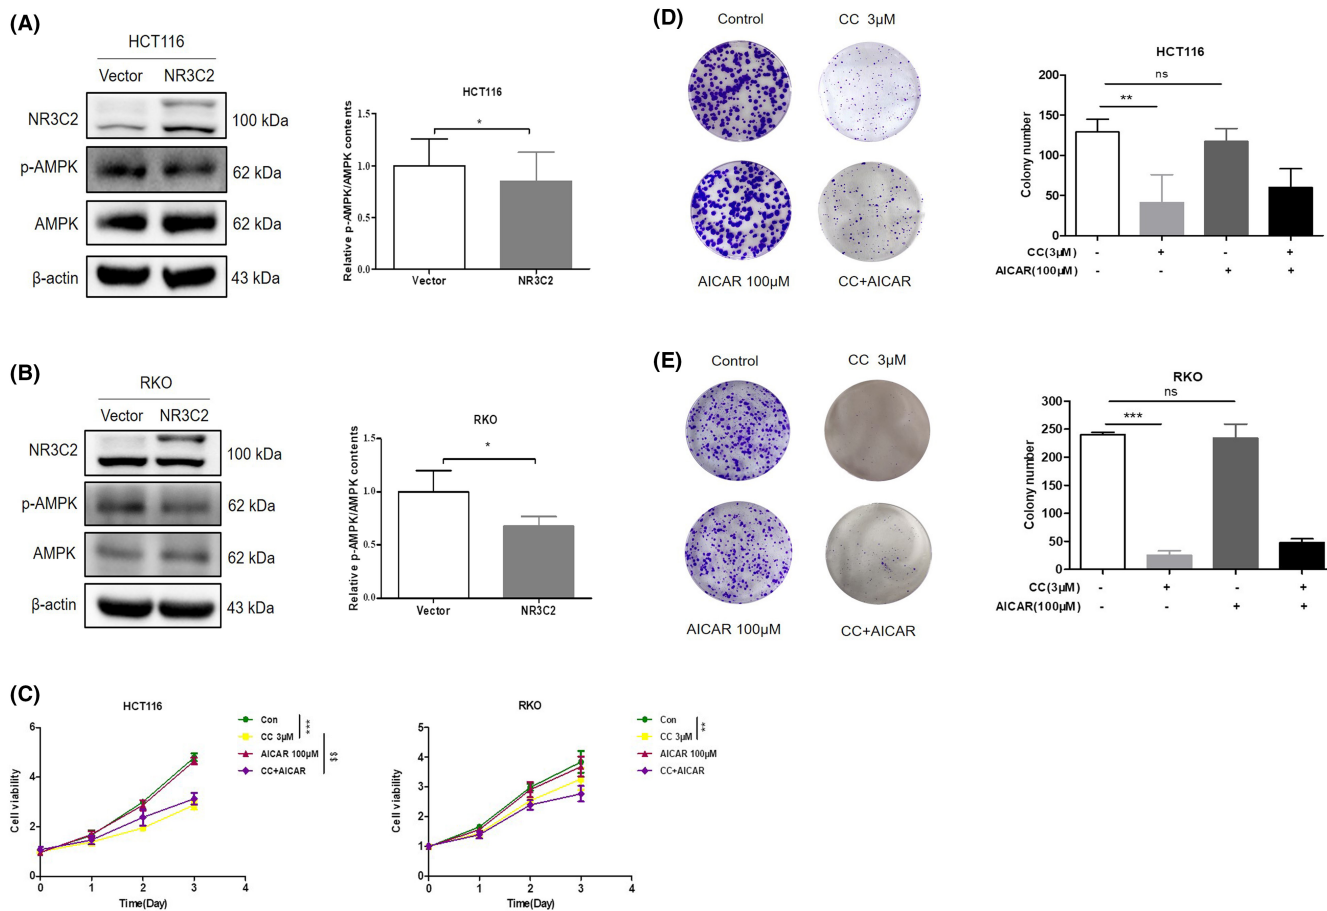 (A)
HCT116
Vector NR3C2
NR3C2 100 kDa
p-AMPK 62 kDa
AMPK 62 kDa
β-actin 43 kDa
HCT116
Relative p-AMPK/AMPK contents
1.5
1.0
0.5
0.0
*
Vector NR3C2
(B)
RKO
Vector NR3C2
NR3C2 100 kDa
p-AMPK 62 kDa
AMPK 62 kDa
β-actin 43 kDa
RKO
Relative p-AMPK/AMPK contents
1.5
1.0
0.5
0.0
*
Vector NR3C2
(C)
HCT116
Cell viability
6
4
2
0
0 1 2 3 4
Time(Day)
Con
CC 3μM
AICAR 100μM
CC+AICAR
***
$$
RKO
Cell viability
5
4
3
2
1
0
0 1 2 3 4
Time(Day)
Con
CC 3μM
AICAR 100μM
CC+AICAR
**
(D)
Control CC 3μM
AICAR 100μM CC+AICAR
HCT116
Colony number
200
150
100
50
0
ns
**
CC(3μM) - + - +
AICAR(100μM) - - + +
(E)
Control CC 3μM
AICAR 100μM CC+AICAR
RKO
Colony number
300
250
200
150
100
50
0
ns
***
CC(3μM) - + - +
AICAR(100μM) - - + +